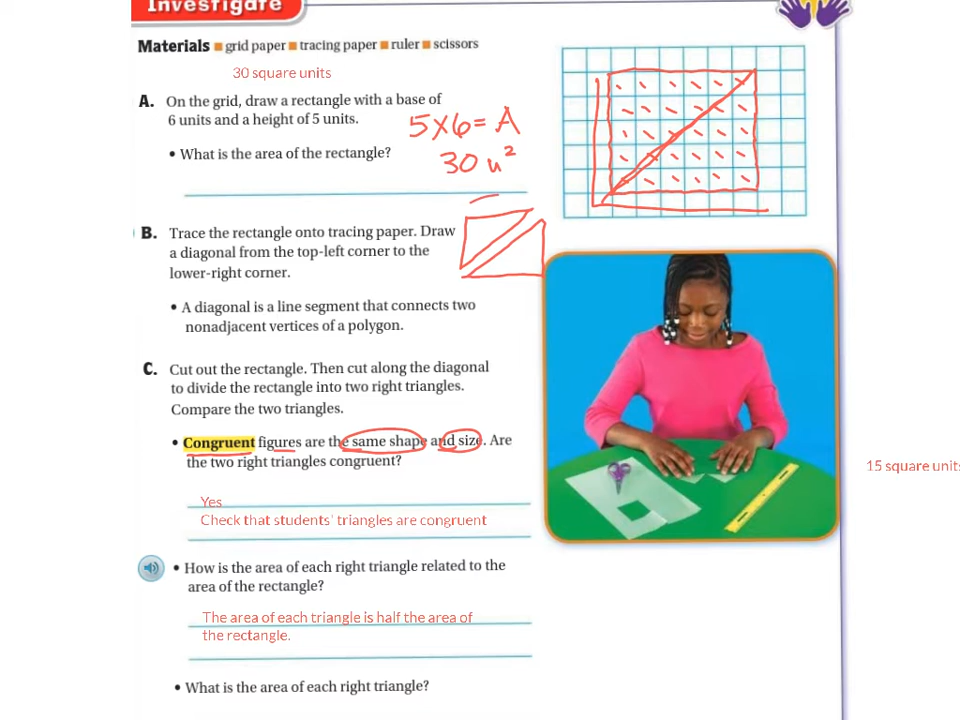 Investigate
Materials ■ grid paper ■ tracing paper ■ ruler ■ scissors
30 square units
A. On the grid, draw a rectangle with a base of
6 units and a height of 5 units.
5x6= A
• What is the area of the rectangle?
30 u²
B. Trace the rectangle onto tracing paper. Draw
a diagonal from the top-left corner to the
lower-right corner.
• A diagonal is a line segment that connects two
nonadjacent vertices of a polygon.
C. Cut out the rectangle. Then cut along the diagonal
to divide the rectangle into two right triangles.
Compare the two triangles.
• Congruent figures are the same shape and size. Are
the two right triangles congruent?
15 square units
Yes
Check that students' triangles are congruent
• How is the area of each right triangle related to the
area of the rectangle?
The area of each triangle is half the area of
the rectangle.
• What is the area of each right triangle?